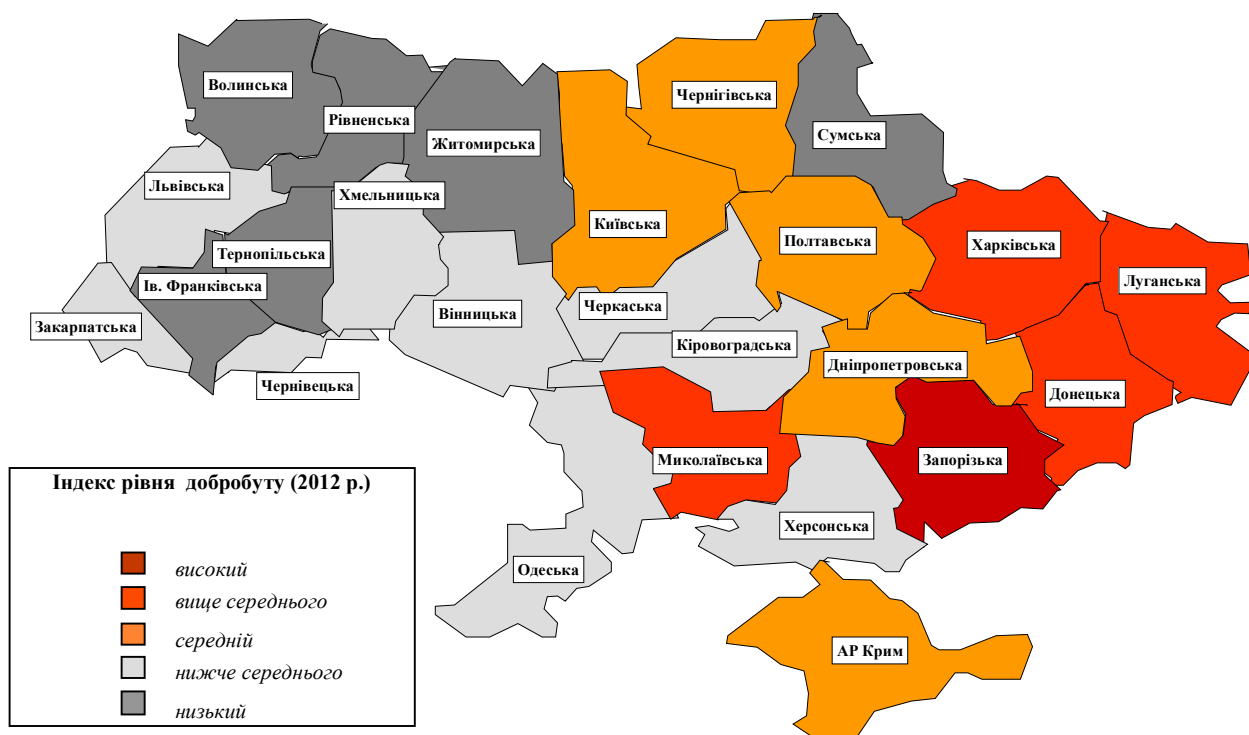 Волинська
Рівненська
Житомирська
Чернігівська
Сумська
Львівська
Хмельницька
Київська
Полтавська
Харківська
Луганська
Тернопільська
Ів. Франківська
Закарпатська
Чернівецька
Вінницька
Черкаська
Кіровоградська
Дніпропетровська
Донецька
Миколаївська
Запорізька
Херсонська
Одеська
АР Крим
Індекс рівня добробуту (2012 р.)
високий
вище середнього
середній
нижче середнього
низький